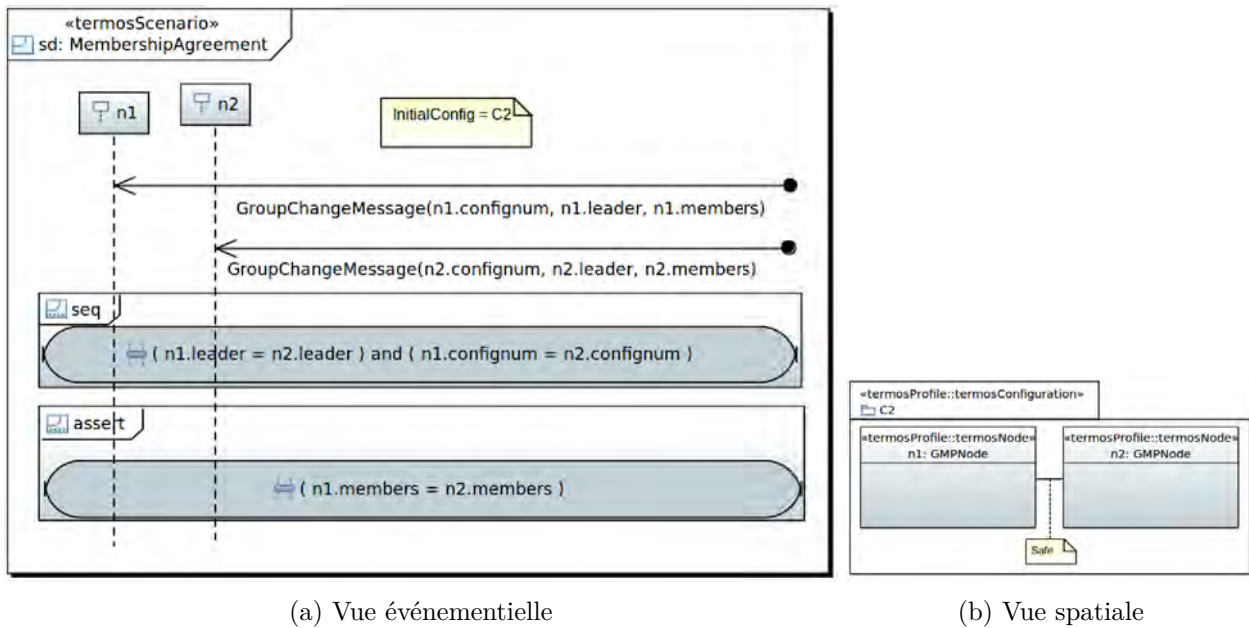 «termosScenario»
sd: MembershipAgreement
n1
n2
InitialConfig = C2
GroupChangeMessage(n1.confignum, n1.leader, n1.members)
GroupChangeMessage(n2.confignum, n2.leader, n2.members)
seq
( n1.leader = n2.leader ) and ( n1.confignum = n2.confignum )
assert
( n1.members = n2.members )
(a) Vue événementielle
«termosProfile::termosConfiguration»
C2
«termosProfile::termosNode»
n1: GMPNode
«termosProfile::termosNode»
n2: GMPNode
Safe
(b) Vue spatiale